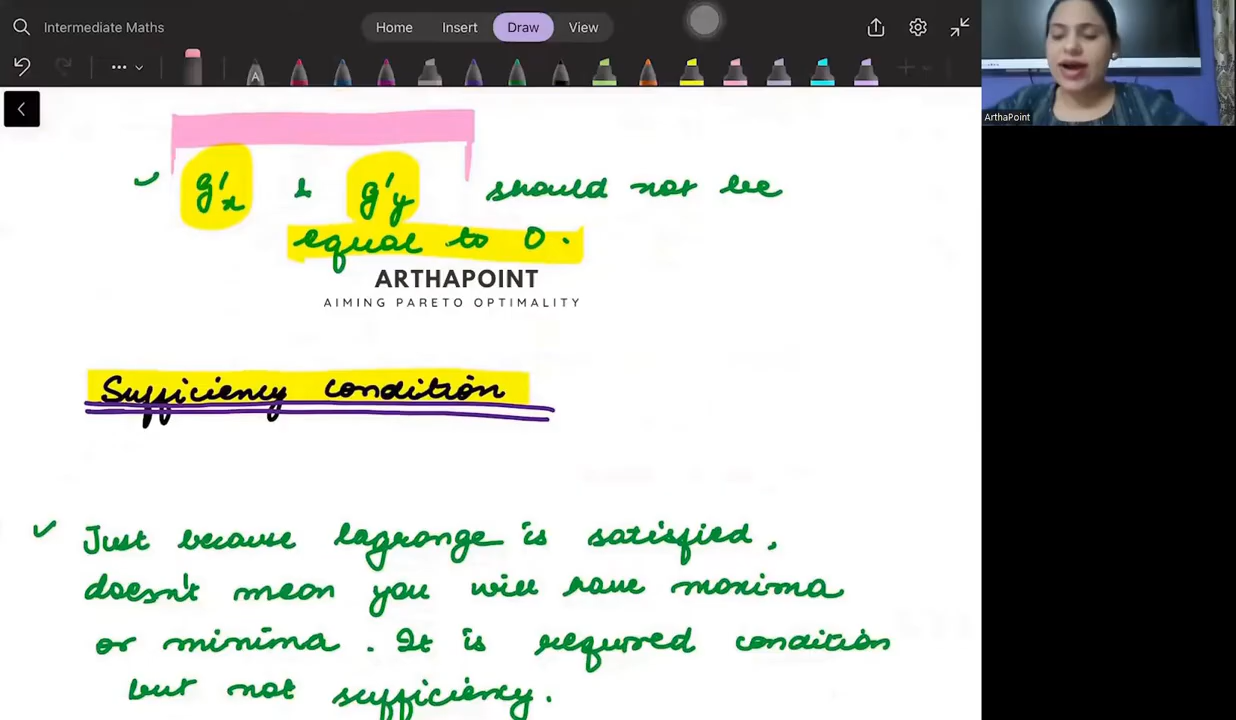 Intermediate Maths
Home Insert Draw View
A
ArthaPoint
g'x & g'y should not be
equal to 0.
ARTHAPOINT
AIMING PARETO OPTIMALITY
Sufficiency condition
Just because lagrange is satisfied,
doesn't mean you will have maxima
or minima. It is required condition
but not sufficiency.